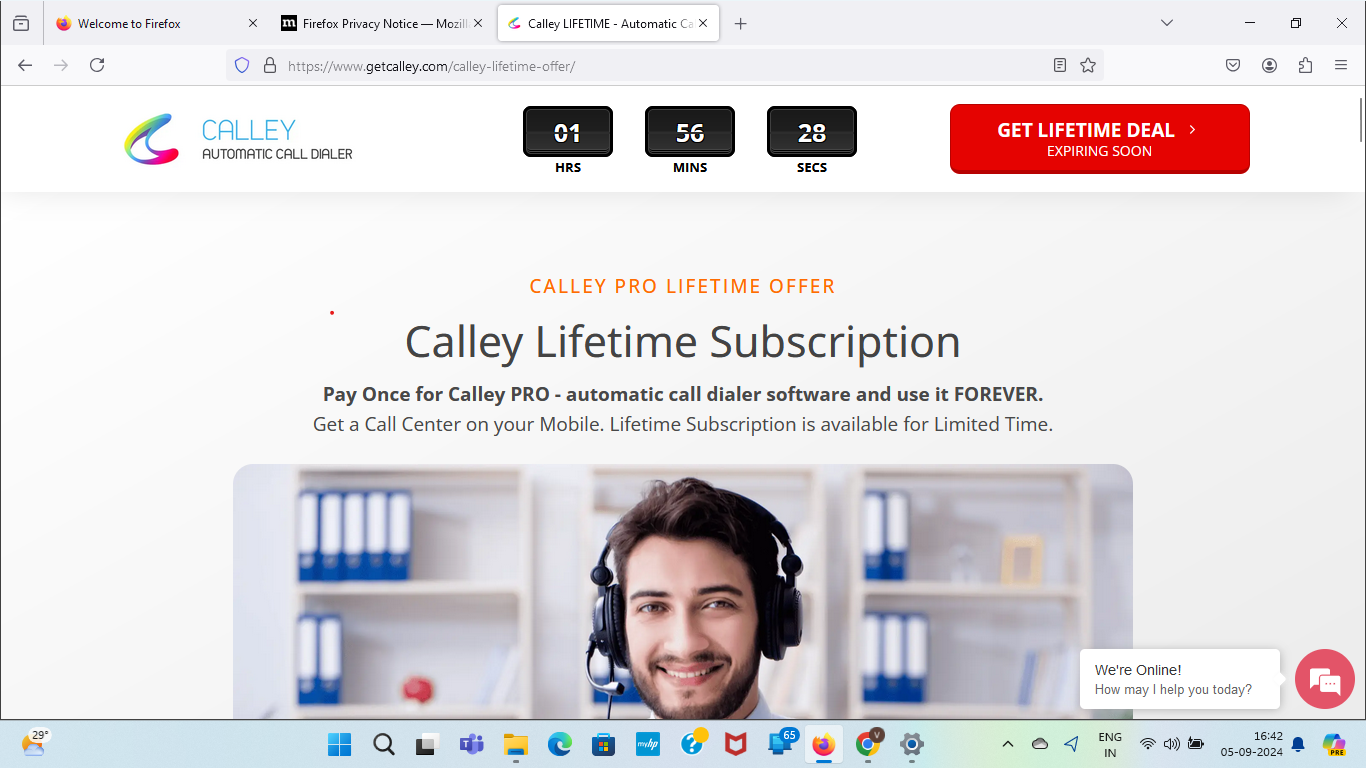 Welcome to Firefox
Firefox Privacy Notice — Mozill
Calley LIFETIME - Automatic Ca
https://www.getcalley.com/calley-lifetime-offer/
CALLEY
AUTOMATIC CALL DIALER
01
HRS
56
MINS
28
SECS
GET LIFETIME DEAL
EXPIRING SOON
CALLEY PRO LIFETIME OFFER
Calley Lifetime Subscription
Pay Once for Calley PRO - automatic call dialer software and use it FOREVER.
Get a Call Center on your Mobile. Lifetime Subscription is available for Limited Time.
We're Online!
How may I help you today?
29°
myhp
65
V
ENG
IN
16:42
05-09-2024
PRE